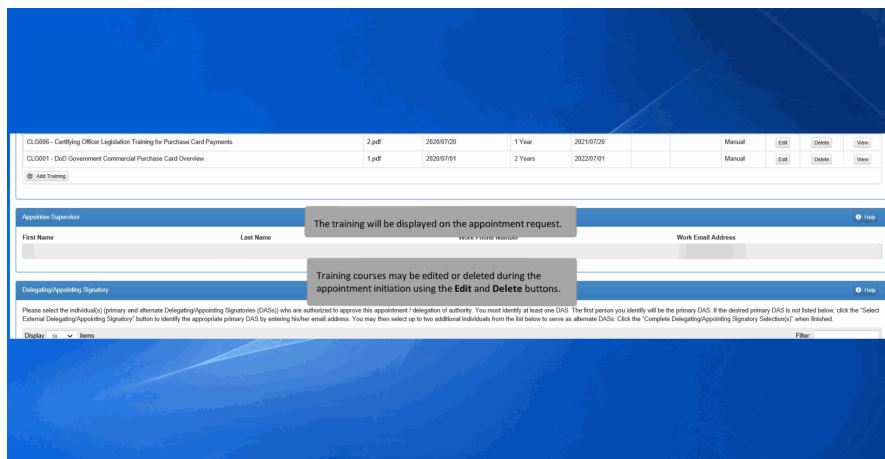 CLG006 - Certifying Officer Legislation Training for Purchase Card Payments 2.pdf 2020/07/20 1 Year 2021/07/20 Manual Edit Delete View
CLG001 - DoD Government Commercial Purchase Card Overview 1.pdf 2020/07/01 2 Years 2022/07/01 Manual Edit Delete View
Add Training
Appointee Supervisor Help
The training will be displayed on the appointment request.
First Name Last Name Work Phone Number Work Email Address
Training courses may be edited or deleted during the
appointment initiation using the Edit and Delete buttons.
Delegating/Appointing Signatory Help
Please select the individual(s) (primary and alternate Delegating/Appointing Signatories (DASs)) who are authorized to approve this appointment / delegation of authority. You must identify at least one DAS. The first person you identify will be the primary DAS. If the desired primary DAS is not listed below, click the "Select
External Delegating/Appointing Signatory" button to identify the appropriate primary DAS by entering his/her email address. You may then select up to two additional individuals from the list below to serve as alternate DASs. Click the "Complete Delegating/Appointing Signatory Selection(s)" when finished.
Display 10 items Filter: